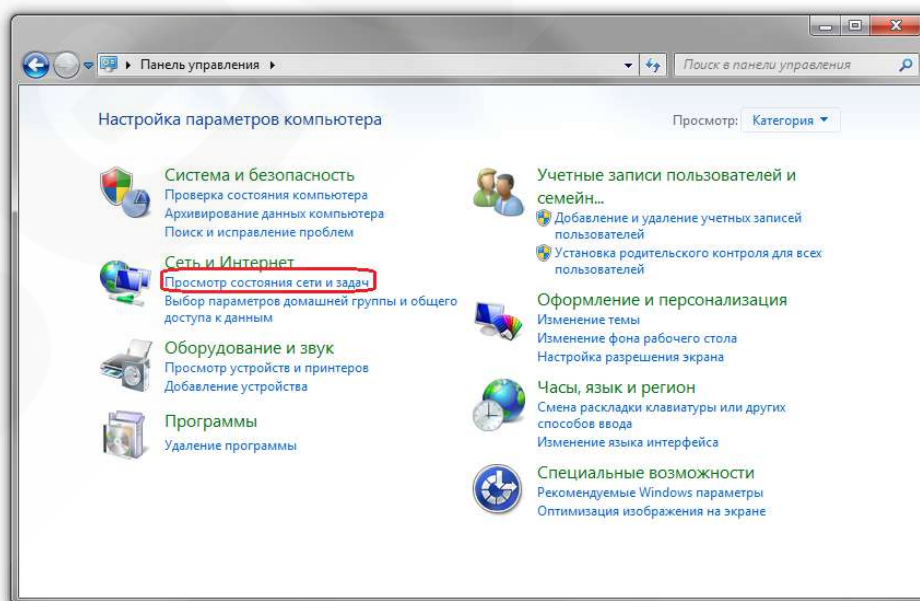 Панель управления
Поиск в панели управления
Настройка параметров компьютера
Просмотр: Категория
Система и безопасность
Проверка состояния компьютера
Архивирование данных компьютера
Поиск и исправление проблем
Сеть и Интернет
Просмотр состояния сети и задач
Выбор параметров домашней группы и общего
доступа к данным
Оборудование и звук
Просмотр устройств и принтеров
Добавление устройства
Программы
Удаление программы
Учетные записи пользователей и
семейн...
Добавление и удаление учетных записей
пользователей
Установка родительского контроля для всех
пользователей
Оформление и персонализация
Изменение темы
Изменение фона рабочего стола
Настройка разрешения экрана
Часы, язык и регион
Смена раскладки клавиатуры или других
способов ввода
Изменение языка интерфейса
Специальные возможности
Рекомендуемые Windows параметры
Оптимизация изображения на экране